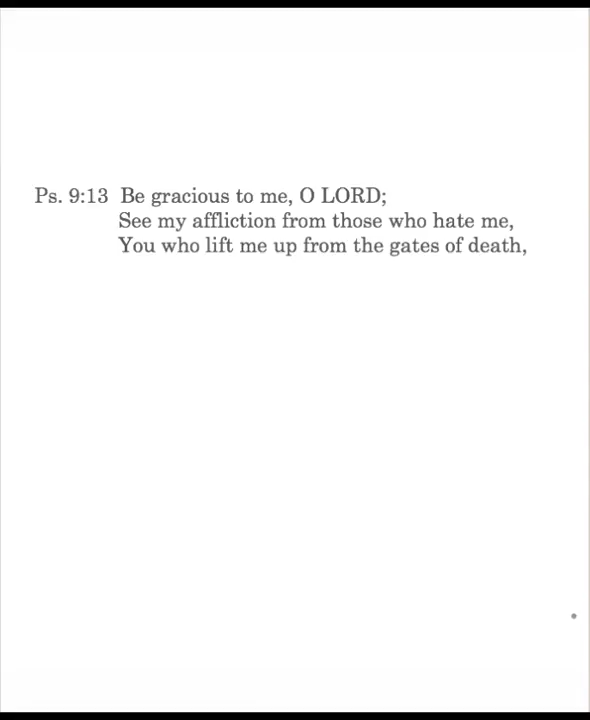 Ps. 9:13 Be gracious to me, O LORD;
See my affliction from those who hate me,
You who lift me up from the gates of death,